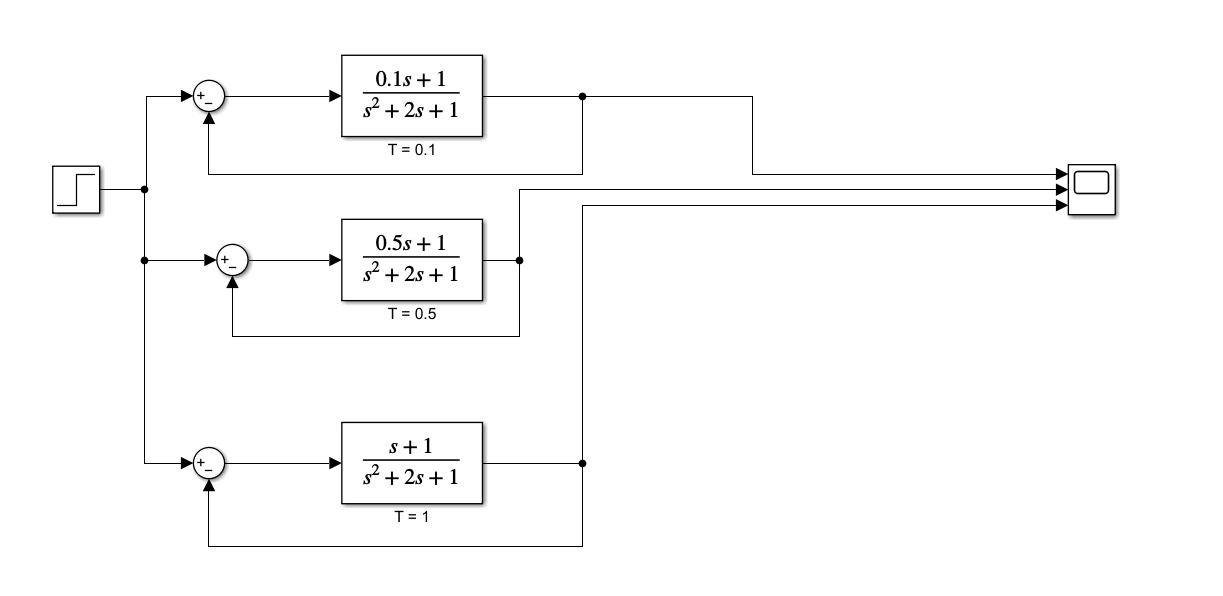 +
−
0.1s + 1
s² + 2s + 1
T = 0.1
+
−
0.5s + 1
s² + 2s + 1
T = 0.5
+
−
s + 1
s² + 2s + 1
T = 1